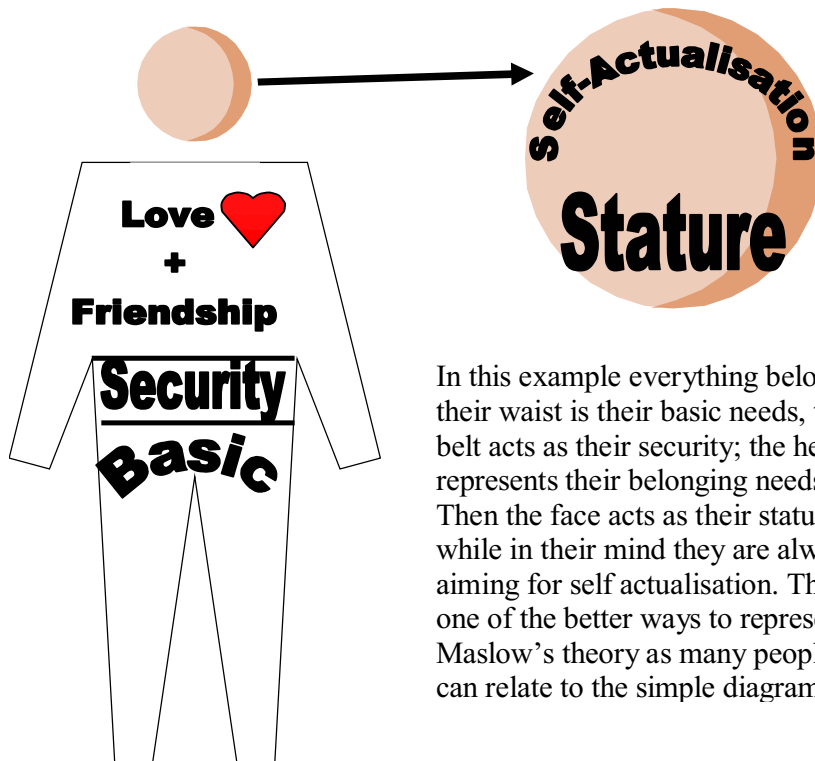 Self-Actualisation
Stature
Love
+
Friendship
Security
Basic
In this example everything
their waist is their basic needs,
belt acts as their security; the
represents their belonging needs
Then the face acts as their
while in their mind they are
aiming for self actualisation.
one of the better ways to
Maslow's theory as many
can relate to the simple diagram